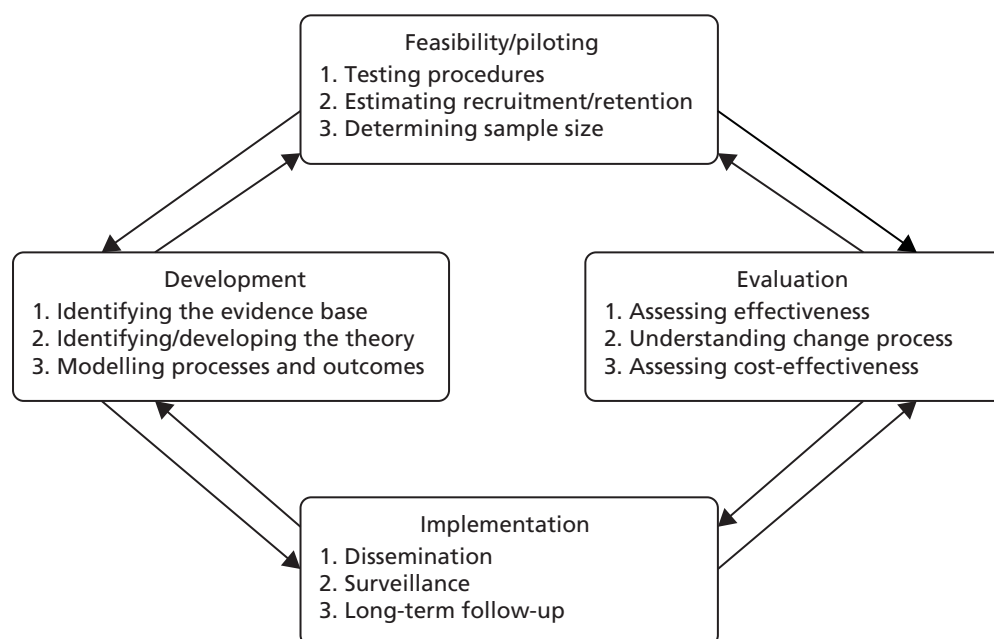 Feasibility/piloting
1. Testing procedures
2. Estimating recruitment/retention
3. Determining sample size
Development
1. Identifying the evidence base
2. Identifying/developing the theory
3. Modelling processes and outcomes
Evaluation
1. Assessing effectiveness
2. Understanding change process
3. Assessing cost-effectiveness
Implementation
1. Dissemination
2. Surveillance
3. Long-term follow-up